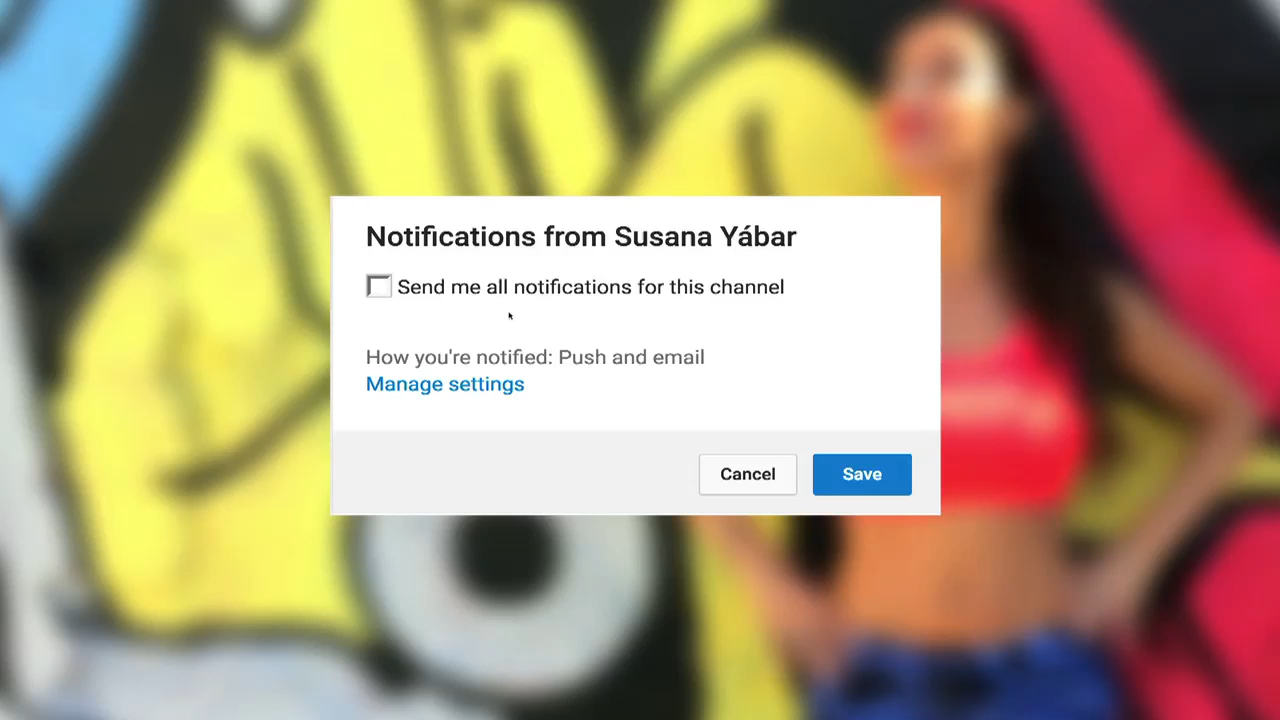 Notifications from Susana Yábar
Send me all notifications for this channel
How you're notified: Push and email
Manage settings
Cancel
Save